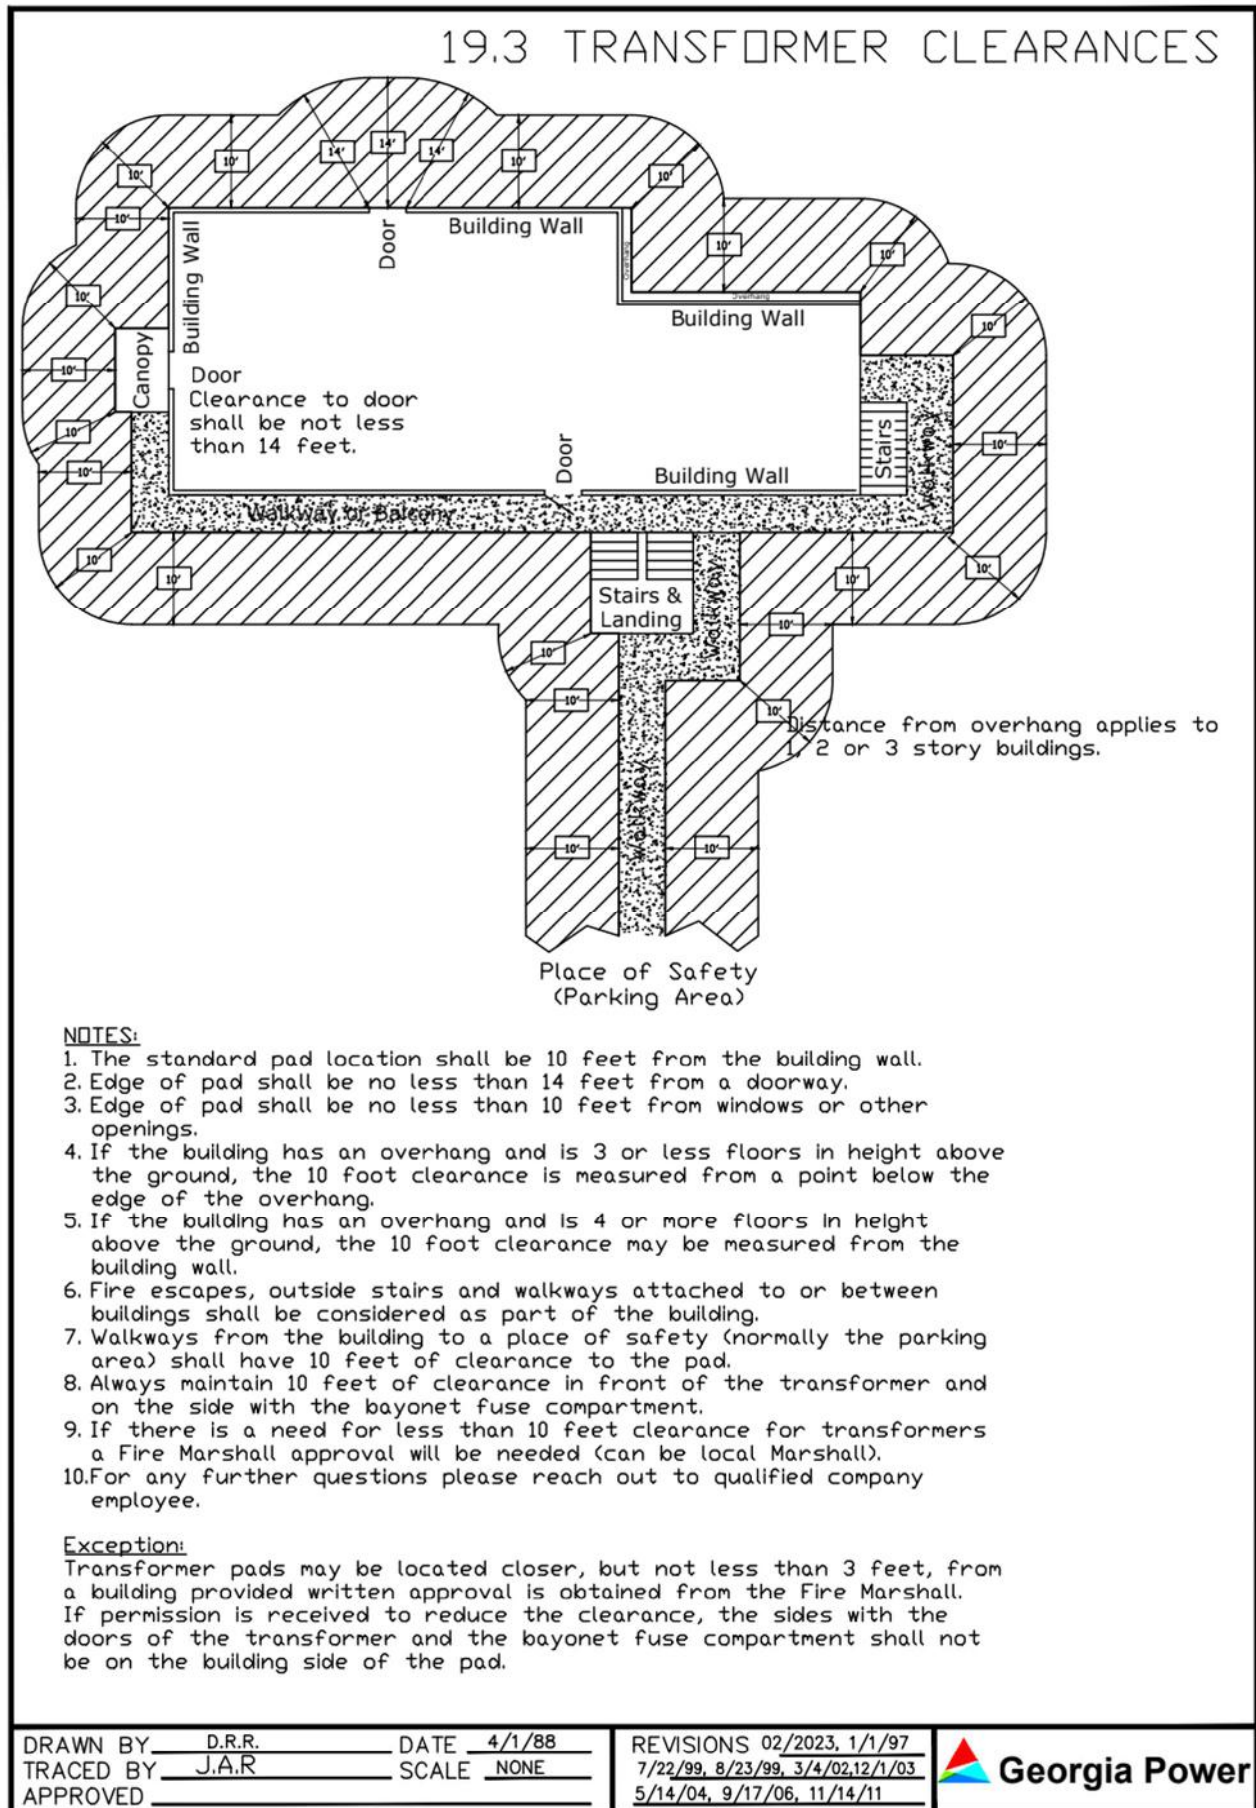 19.3 TRANSFORMER CLEARANCES
14'
14'
14'
10'
10'
10'
10'
10'
10'
Building Wall
Door
Building Wall
Overhang
10'
10'
10'
Overhang
Building Wall
10'
10'
Canopy
Door
Clearance to door
shall be not less
than 14 feet.
10'
10'
Door
Building Wall
Stairs
Walkway
10'
Walkway or Balcony
10'
10'
Stairs &
Landing
Walkway
10'
10'
10'
10'
10'
10'
Distance from overhang applies to
1, 2 or 3 story buildings.
Walkway
10'
10'
Place of Safety
(Parking Area)
NOTES:
1. The standard pad location shall be 10 feet from the building wall.
2. Edge of pad shall be no less than 14 feet from a doorway.
3. Edge of pad shall be no less than 10 feet from windows or other
openings.
4. If the building has an overhang and is 3 or less floors in height above
the ground, the 10 foot clearance is measured from a point below the
edge of the overhang.
5. If the building has an overhang and is 4 or more floors in height
above the ground, the 10 foot clearance may be measured from the
building wall.
6. Fire escapes, outside stairs and walkways attached to or between
buildings shall be considered as part of the building.
7. Walkways from the building to a place of safety (normally the parking
area) shall have 10 feet of clearance to the pad.
8. Always maintain 10 feet of clearance in front of the transformer and
on the side with the bayonet fuse compartment.
9. If there is a need for less than 10 feet clearance for transformers
a Fire Marshall approval will be needed (can be local Marshall).
10.For any further questions please reach out to qualified company
employee.
Exception:
Transformer pads may be located closer, but not less than 3 feet, from
a building provided written approval is obtained from the Fire Marshall.
If permission is received to reduce the clearance, the sides with the
doors of the transformer and the bayonet fuse compartment shall not
be on the building side of the pad.
DRAWN BY D.R.R. DATE 4/1/88
TRACED BY J.A.R SCALE NONE
APPROVED
REVISIONS 02/2023, 1/1/97
7/22/99, 8/23/99, 3/4/02,12/1/03
5/14/04, 9/17/06, 11/14/11
Georgia Power